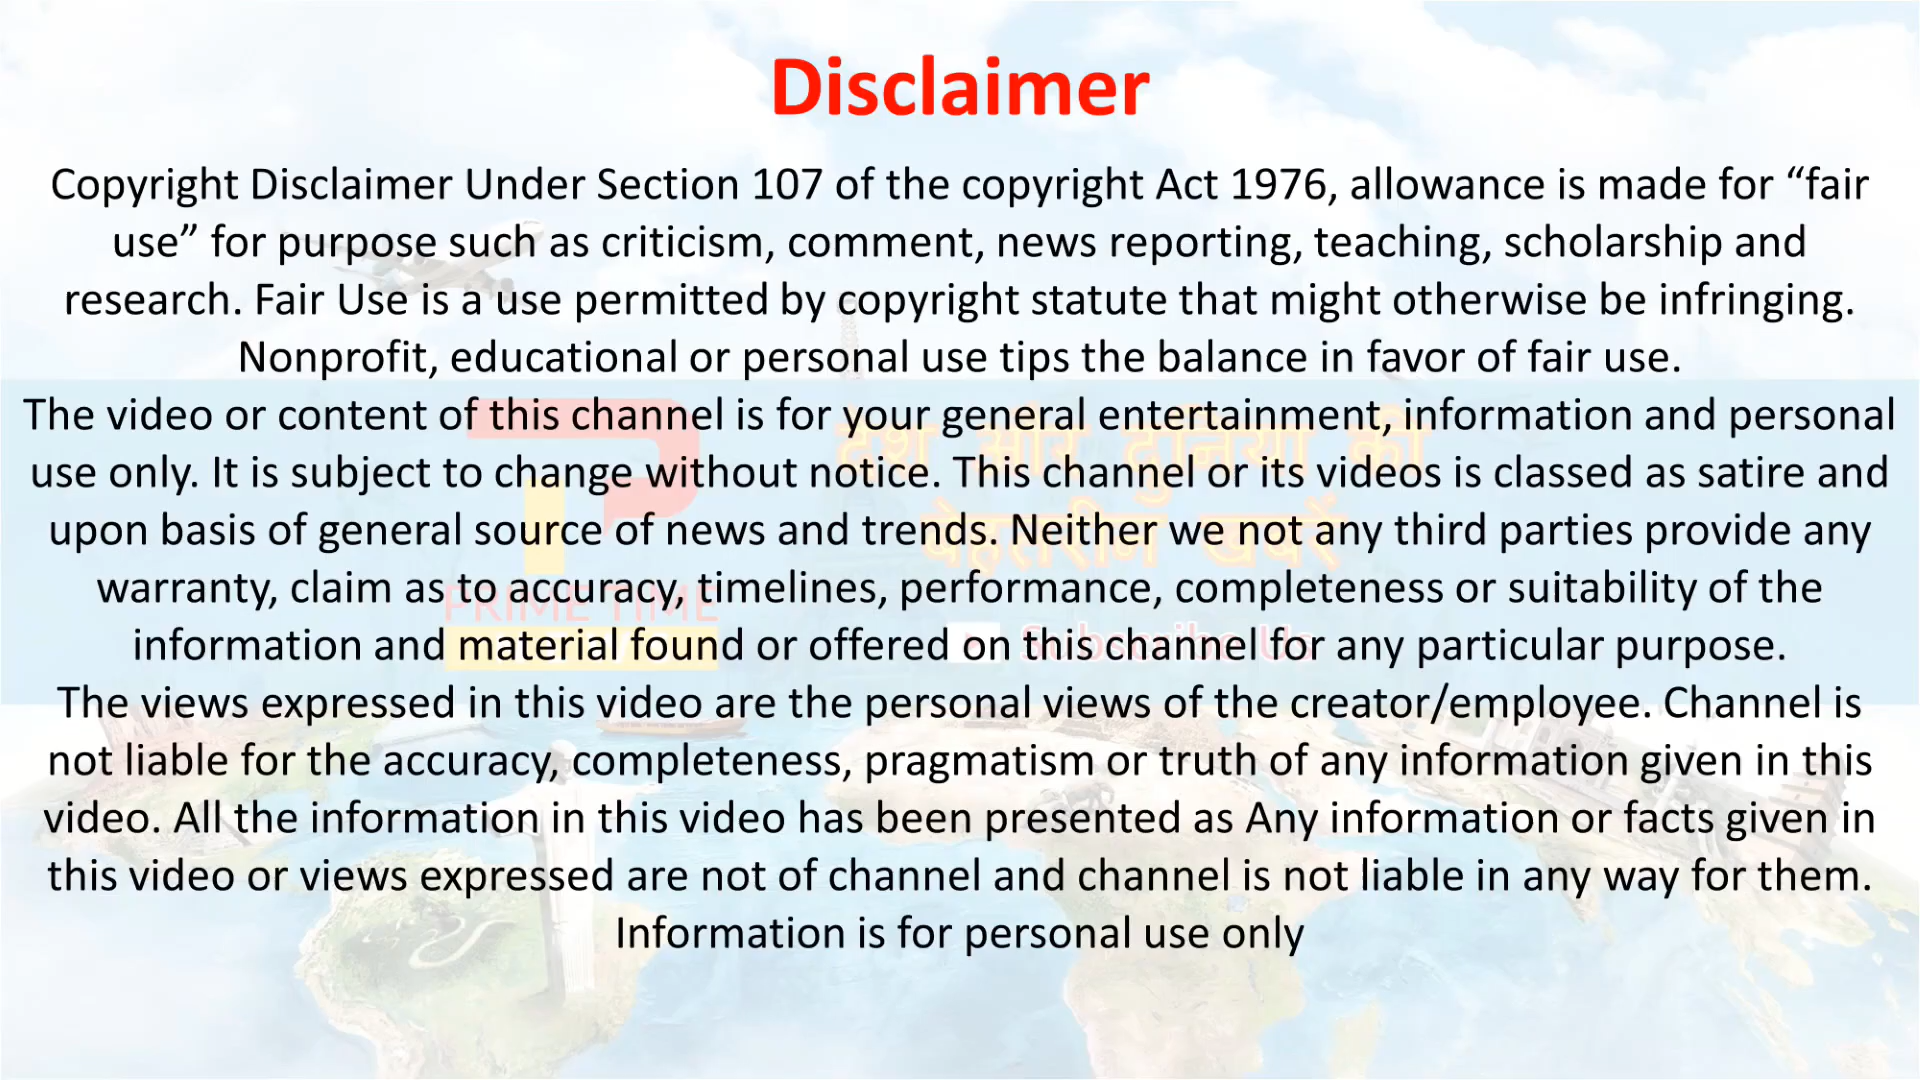 Disclaimer
Copyright Disclaimer Under Section 107 of the copyright Act 1976, allowance is made for “fair
use” for purpose such as criticism, comment, news reporting, teaching, scholarship and
research. Fair Use is a use permitted by copyright statute that might otherwise be infringing.
Nonprofit, educational or personal use tips the balance in favor of fair use.
The video or content of this channel is for your general entertainment, information and personal
use only. It is subject to change without notice. This channel or its videos is classed as satire and
upon basis of general source of news and trends. Neither we not any third parties provide any
warranty, claim as to accuracy, timelines, performance, completeness or suitability of the
information and material found or offered on this channel for any particular purpose.
The views expressed in this video are the personal views of the creator/employee. Channel is
not liable for the accuracy, completeness, pragmatism or truth of any information given in this
video. All the information in this video has been presented as Any information or facts given in
this video or views expressed are not of channel and channel is not liable in any way for them.
Information is for personal use only
देश और दुनिया की
बेहतरीन खबरें
PRIME TIME
Subscribe Us